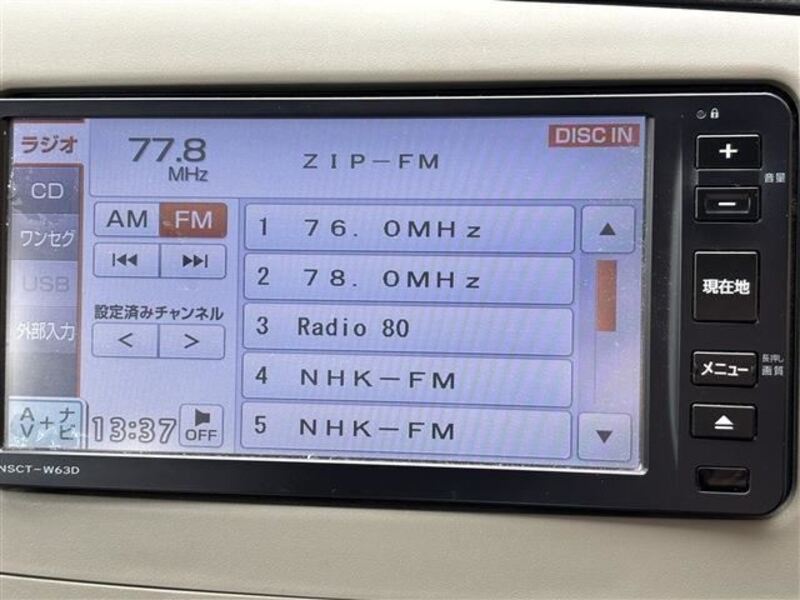 ラジオ
77.8
MHz
ZIP-FM
DISC IN
CD
ワンセグ
USB
外部入力
AM FM
設定済みチャンネル
< >
1 76. 0MHz
2 78. 0MHz
3 Radio 80
4 NHK-FM
5 NHK-FM
AV+ナビ
13:37
OFF
NSCT-W63D
+
音量
-
現在地
メニュー
長押し
画質